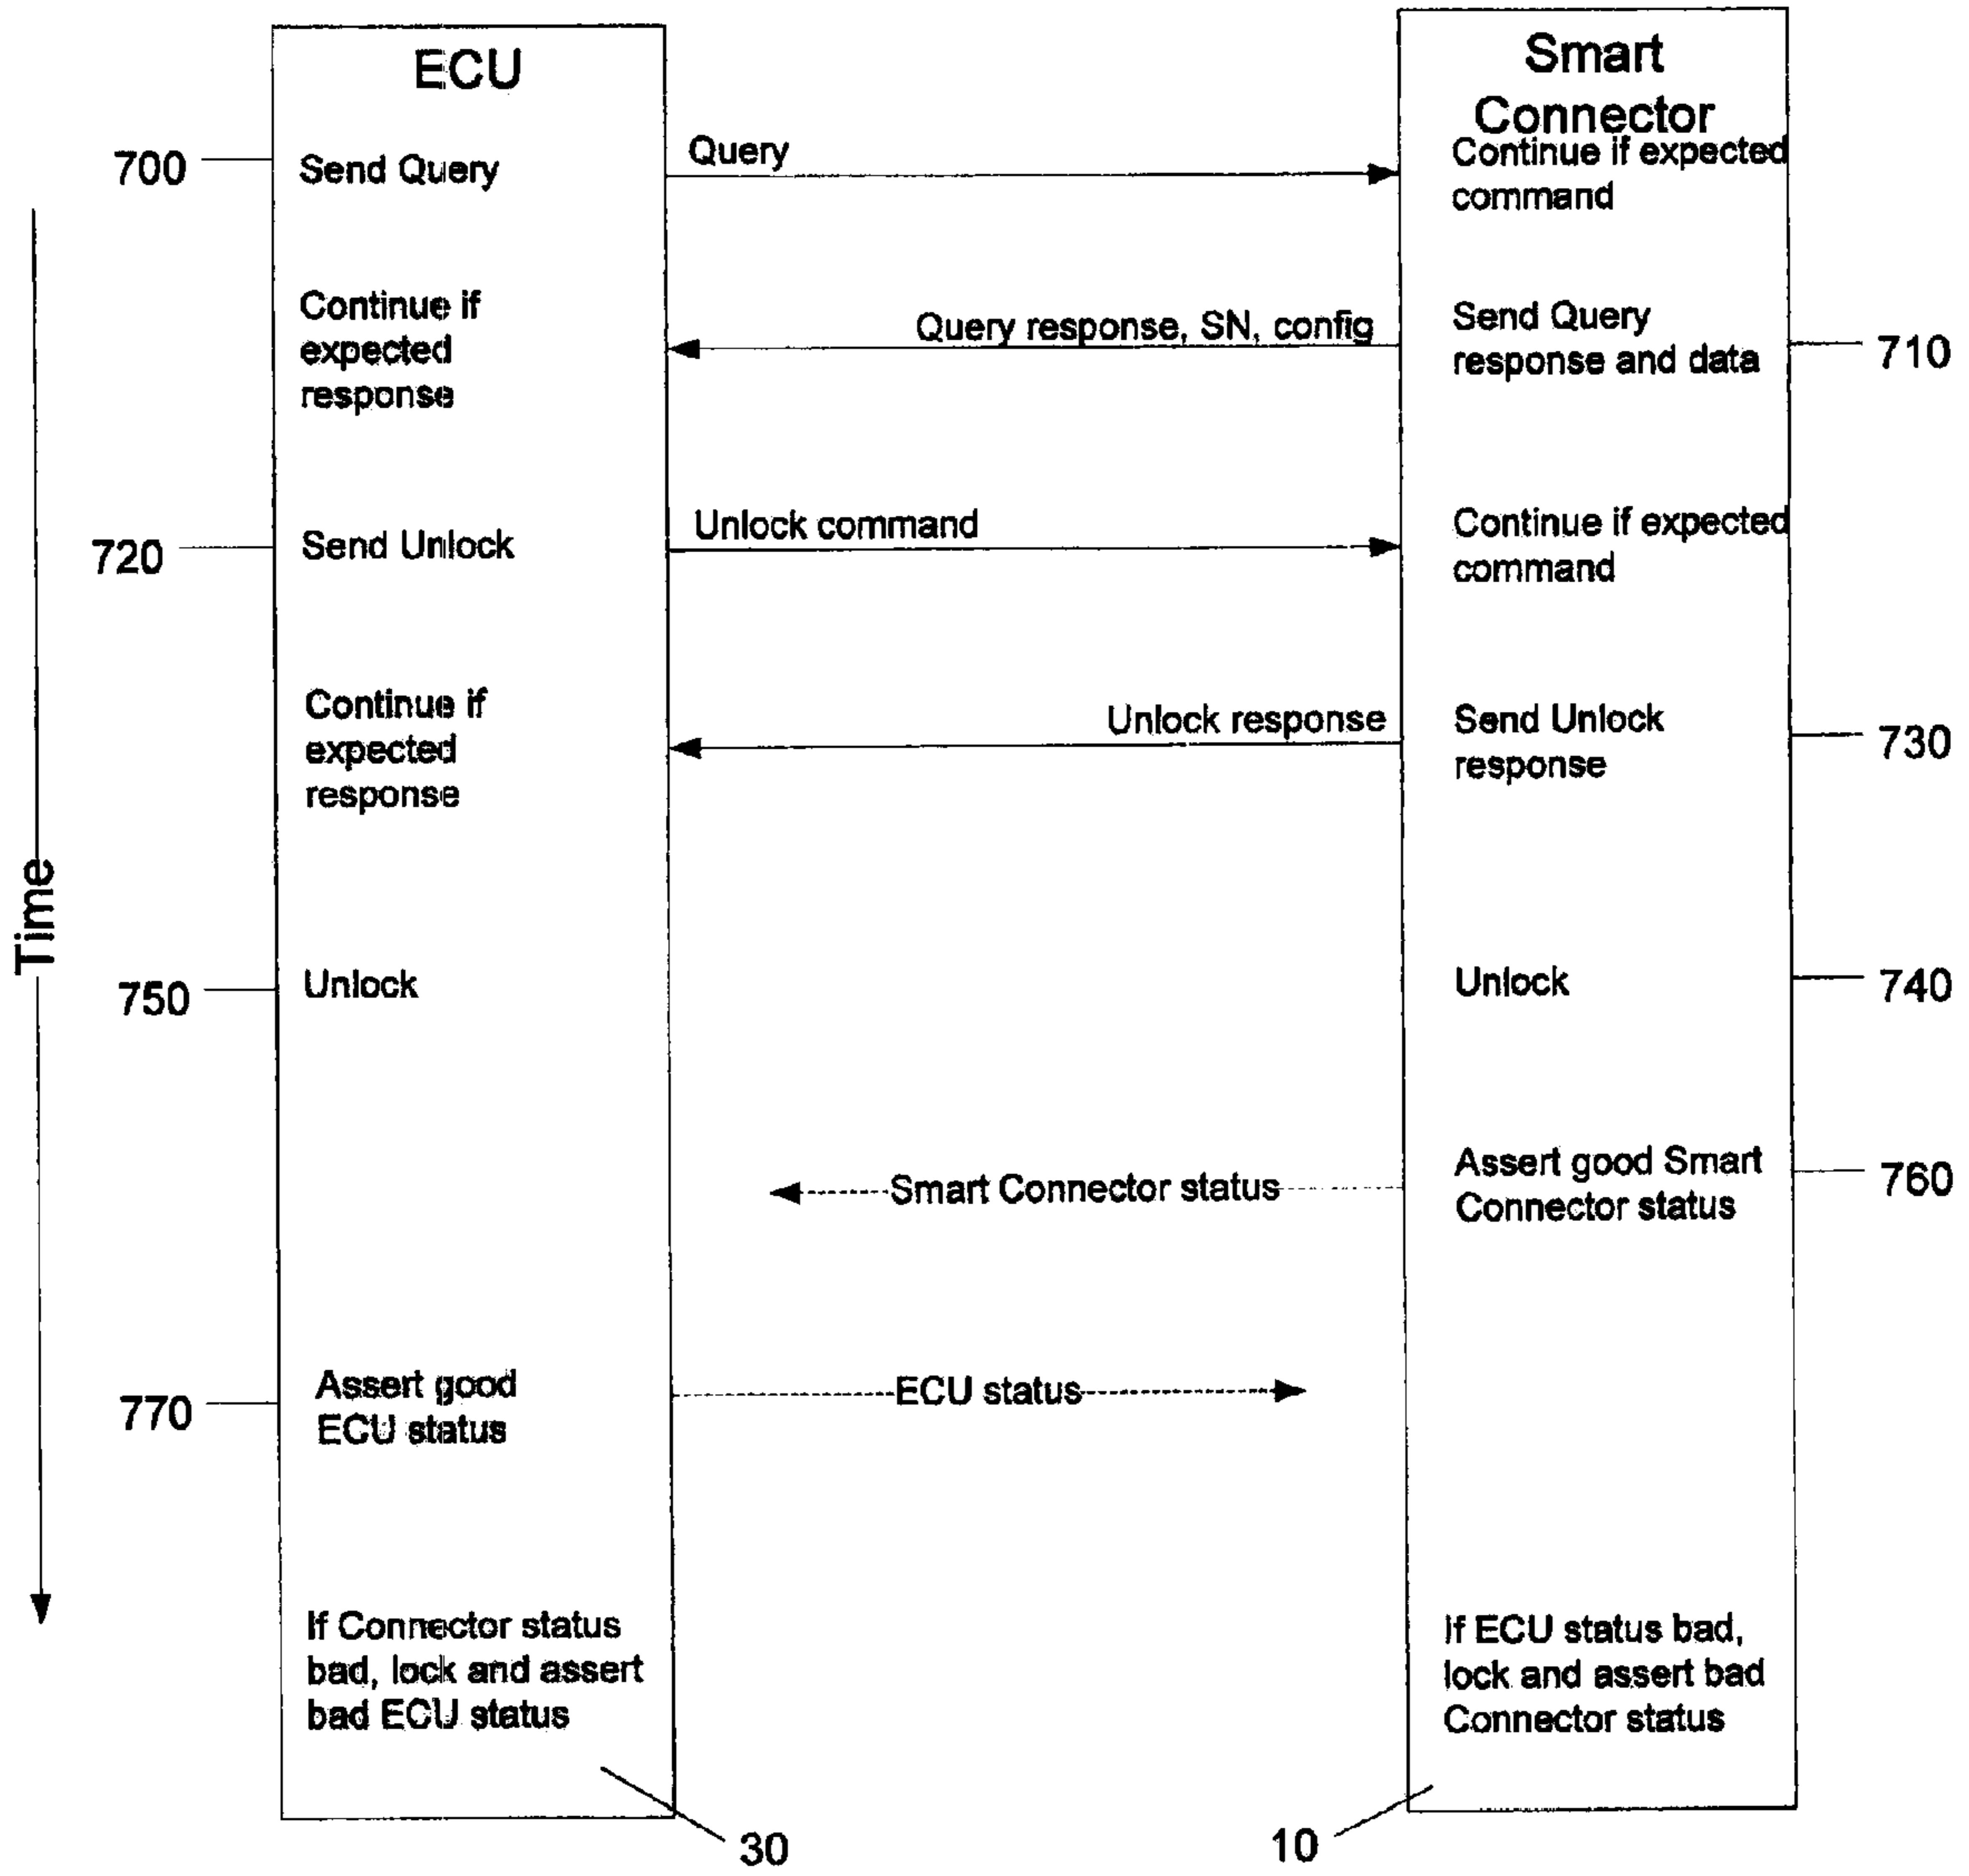 ECU
Smart
Connector
700
Send Query
Query
Continue if expected
command
Continue if
expected
response
Query response, SN, config
Send Query
response and data
710
720
Send Unlock
Unlock command
Continue if expected
command
Continue if
expected
response
Unlock response
Send Unlock
response
730
Time
750
Unlock
Unlock
740
Smart Connector status
Assert good Smart
Connector status
760
770
Assert good
ECU status
ECU status
If Connector status
bad, lock and assert
bad ECU status
If ECU status bad,
lock and assert bad
Connector status
30
10